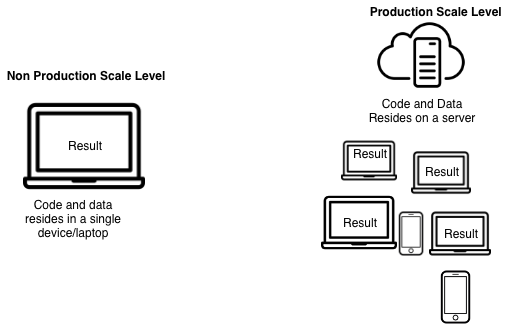 Production Scale Level
Non Production Scale Level
Code and Data
Resides on a server
Result
Result
Result
Code and data
resides in a single
device/laptop
Result
Result